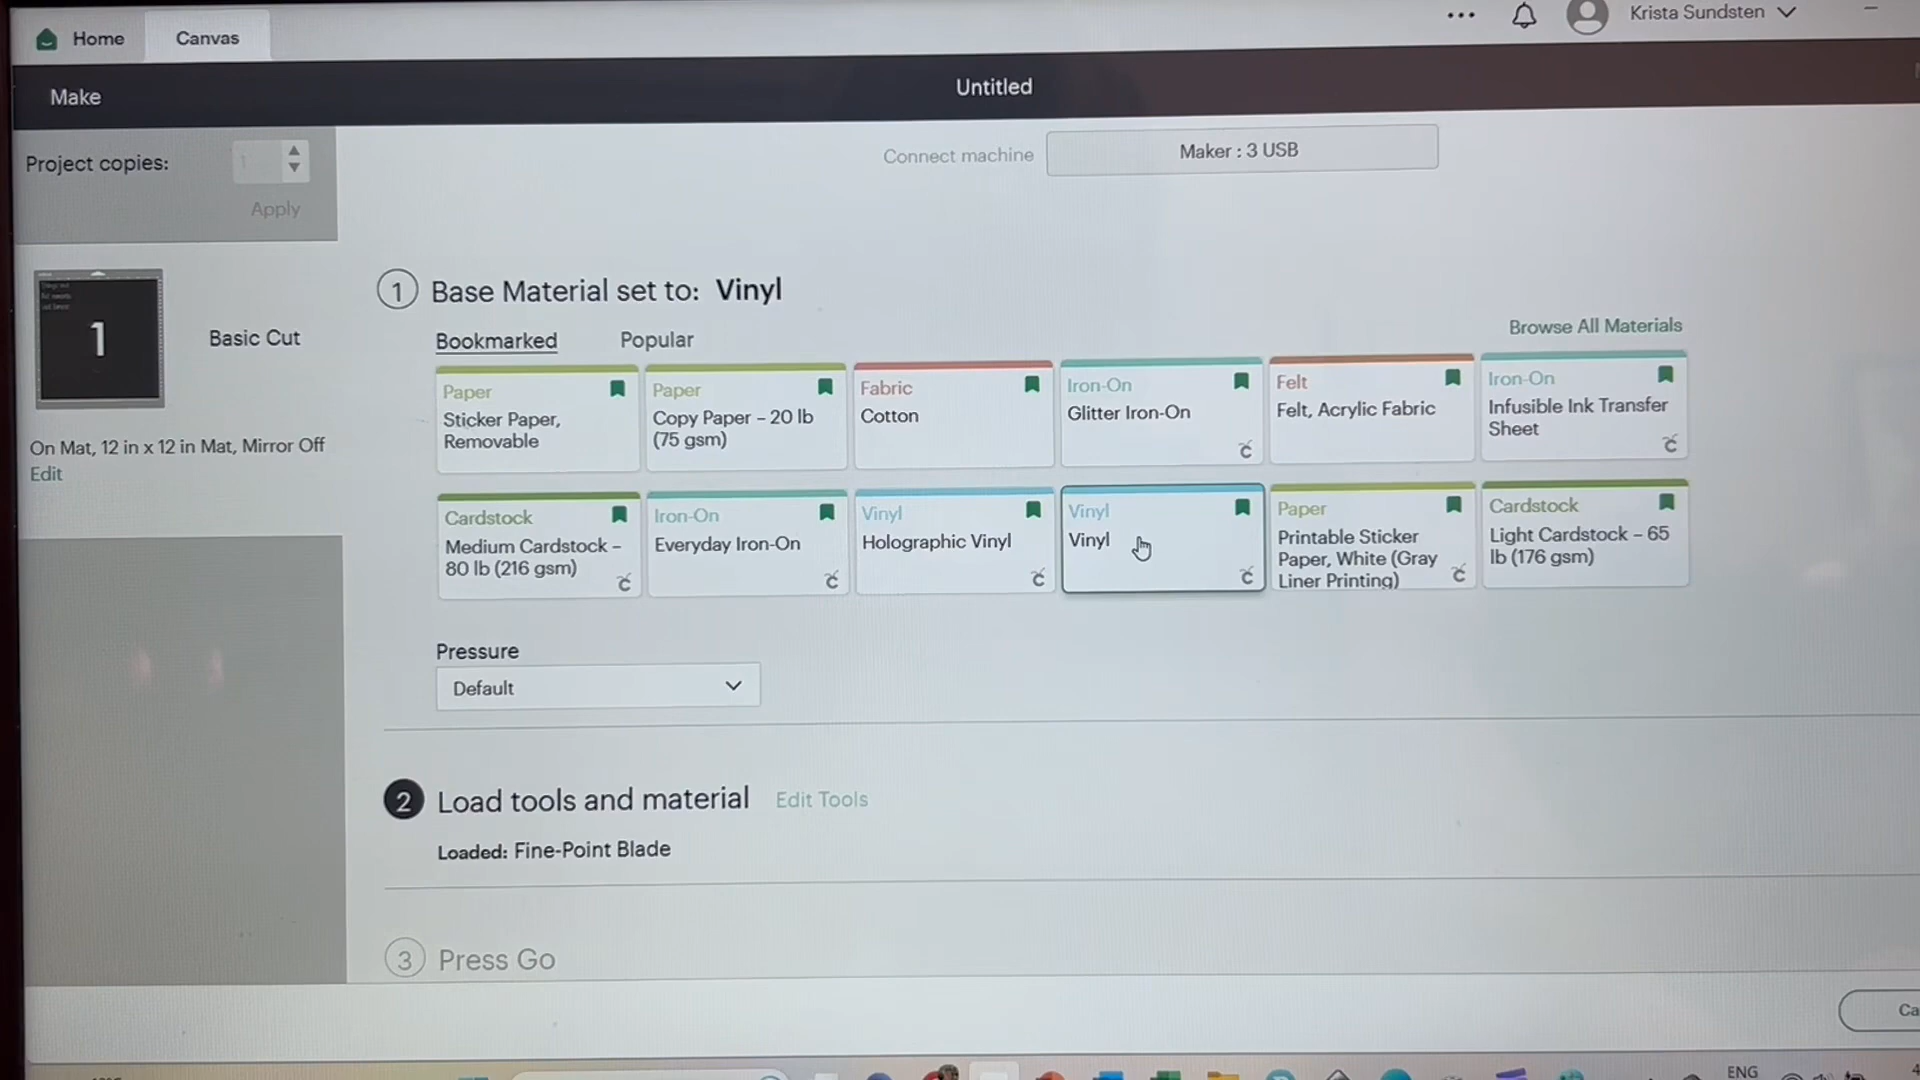 Home
Canvas
Krista Sundsten
Make
Untitled
Project copies:
1
Apply
Connect machine
Maker : 3 USB
1
Basic Cut
On Mat, 12 in x 12 in Mat, Mirror Off
Edit
1 Base Material set to: Vinyl
Bookmarked
Popular
Browse All Materials
Paper
Sticker Paper,
Removable
Paper
Copy Paper – 20 lb
(75 gsm)
Fabric
Cotton
Iron-On
Glitter Iron-On
Felt
Felt, Acrylic Fabric
Iron-On
Infusible Ink Transfer
Sheet
Cardstock
Medium Cardstock –
80 lb (216 gsm)
Iron-On
Everyday Iron-On
Vinyl
Holographic Vinyl
Vinyl
Vinyl
Paper
Printable Sticker
Paper, White (Gray
Liner Printing)
Cardstock
Light Cardstock – 65
lb (176 gsm)
Pressure
Default
2 Load tools and material Edit Tools
Loaded: Fine-Point Blade
3 Press Go
Ca
ENG